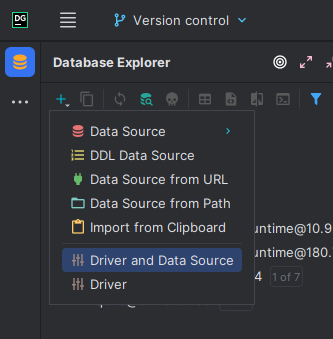 DG
Version control
Database Explorer
Data Source
DDL Data Source
Data Source from URL
Data Source from Path
Import from Clipboard
untime@10.9
Driver and Data Source
untime@180.
4 1 of 7
Driver